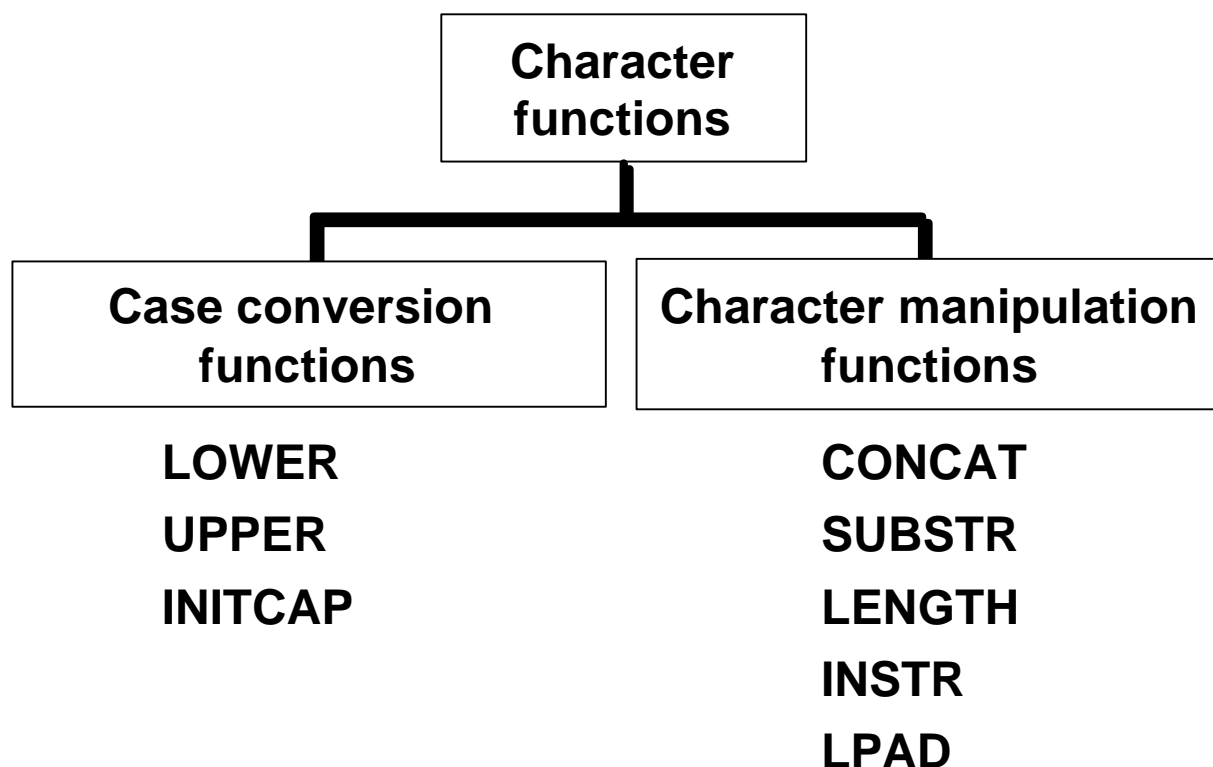 Character
functions
Case conversion
functions
Character manipulation
functions
LOWER
UPPER
INITCAP
CONCAT
SUBSTR
LENGTH
INSTR
LPAD